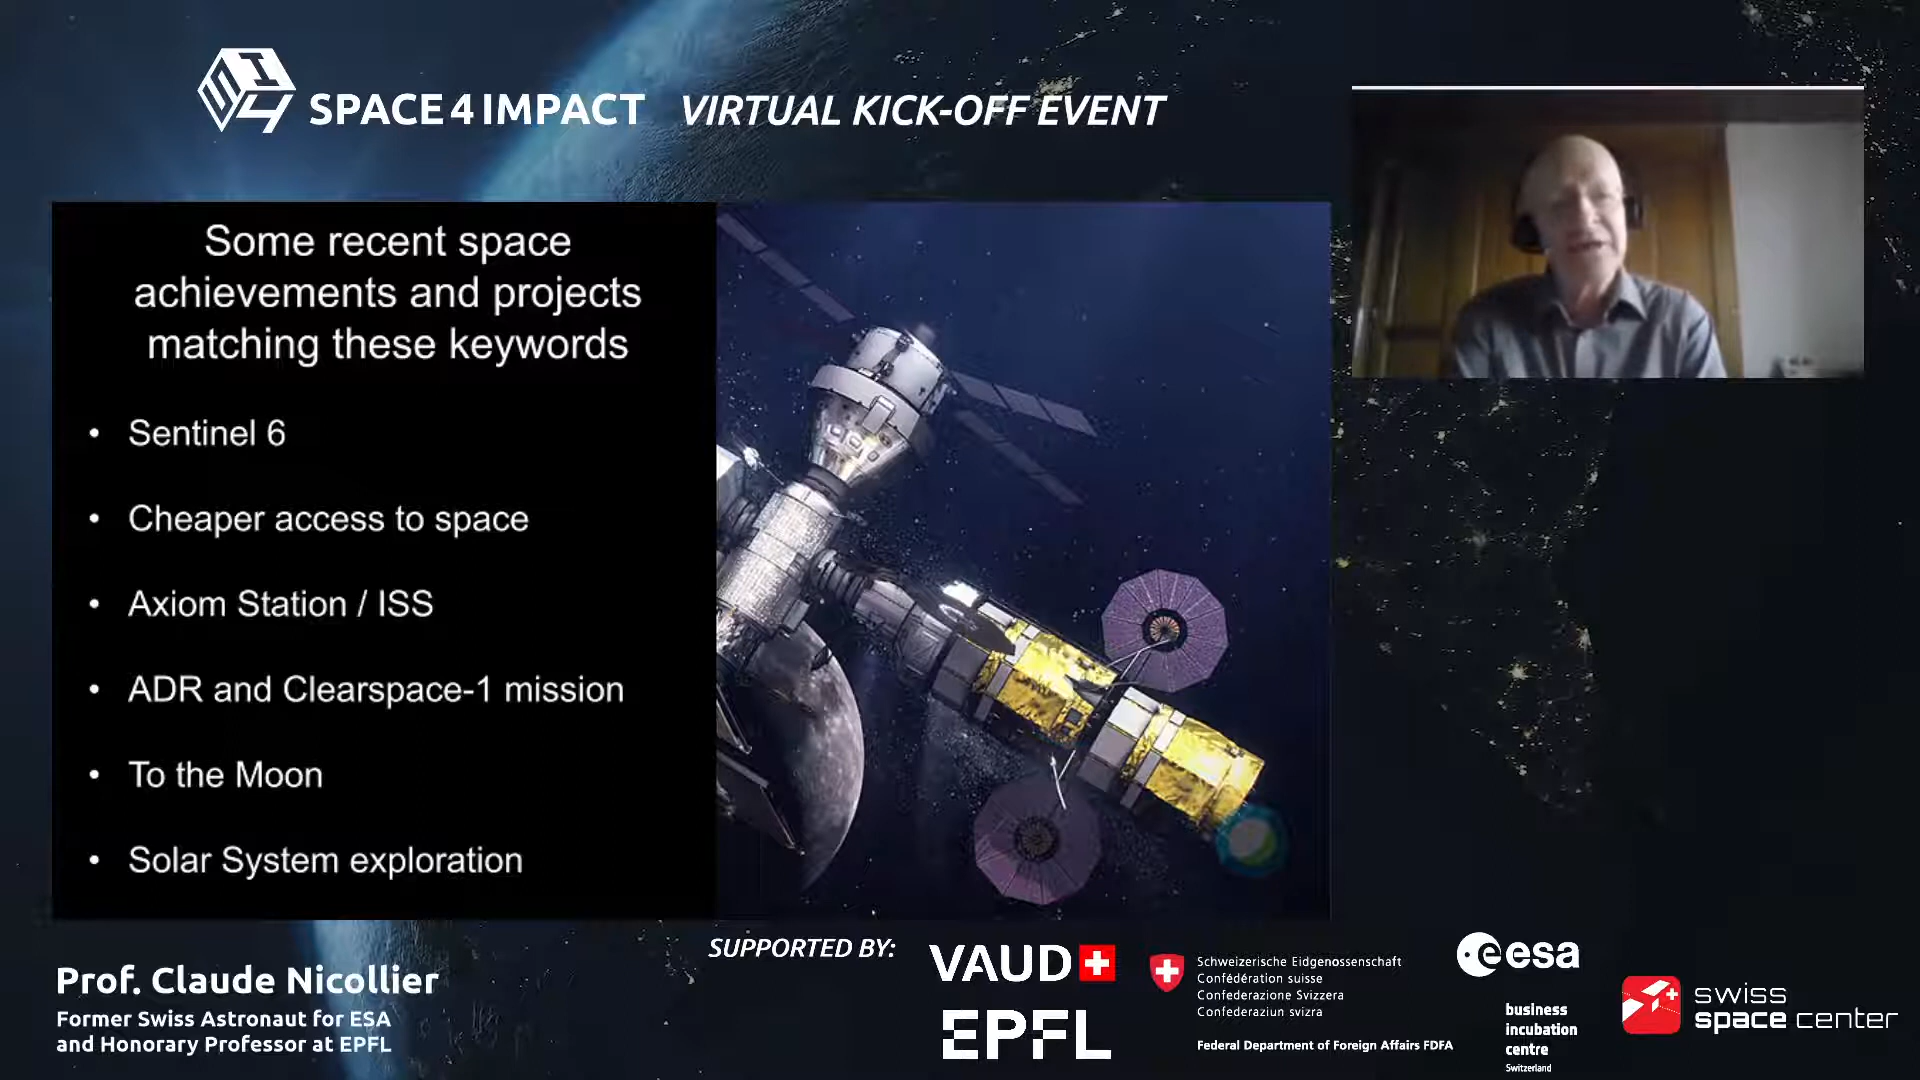 SPACE4IMPACT VIRTUAL KICK-OFF EVENT
Some recent space
achievements and projects
matching these keywords
• Sentinel 6
• Cheaper access to space
• Axiom Station / ISS
• ADR and Clearspace-1 mission
• To the Moon
• Solar System exploration
Prof. Claude Nicollier
Former Swiss Astronaut for ESA
and Honorary Professor at EPFL
SUPPORTED BY:
VAUD
EPFL
Schweizerische Eidgenossenschaft
Confédération suisse
Confederazione Svizzera
Confederaziun svizra
Federal Department of Foreign Affairs FDFA
esa
business
incubation
centre
Switzerland
swiss
space center